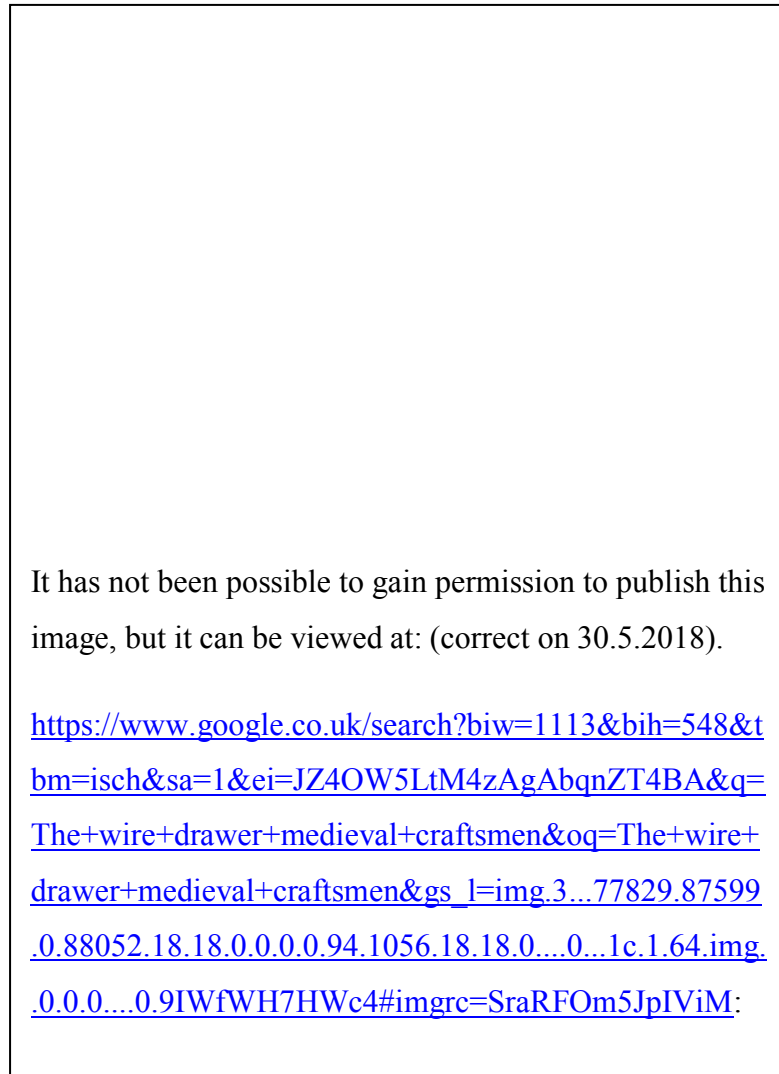 It has not been possible to gain permission to publish this
image, but it can be viewed at: (correct on 30.5.2018).
https://www.google.co.uk/search?biw=1113&bih=548&t
bm=isch&sa=1&ei=JZ4OW5LtM4zAgAbqnZT4BA&q=
The+wire+drawer+medieval+craftsmen&oq=The+wire+
drawer+medieval+craftsmen&gs_l=img.3...77829.87599
.0.88052.18.18.0.0.0.0.94.1056.18.18.0....0...1c.1.64.img.
.0.0.0....0.9IWfWH7HWc4#imgrc=SraRFOm5JpIViM: